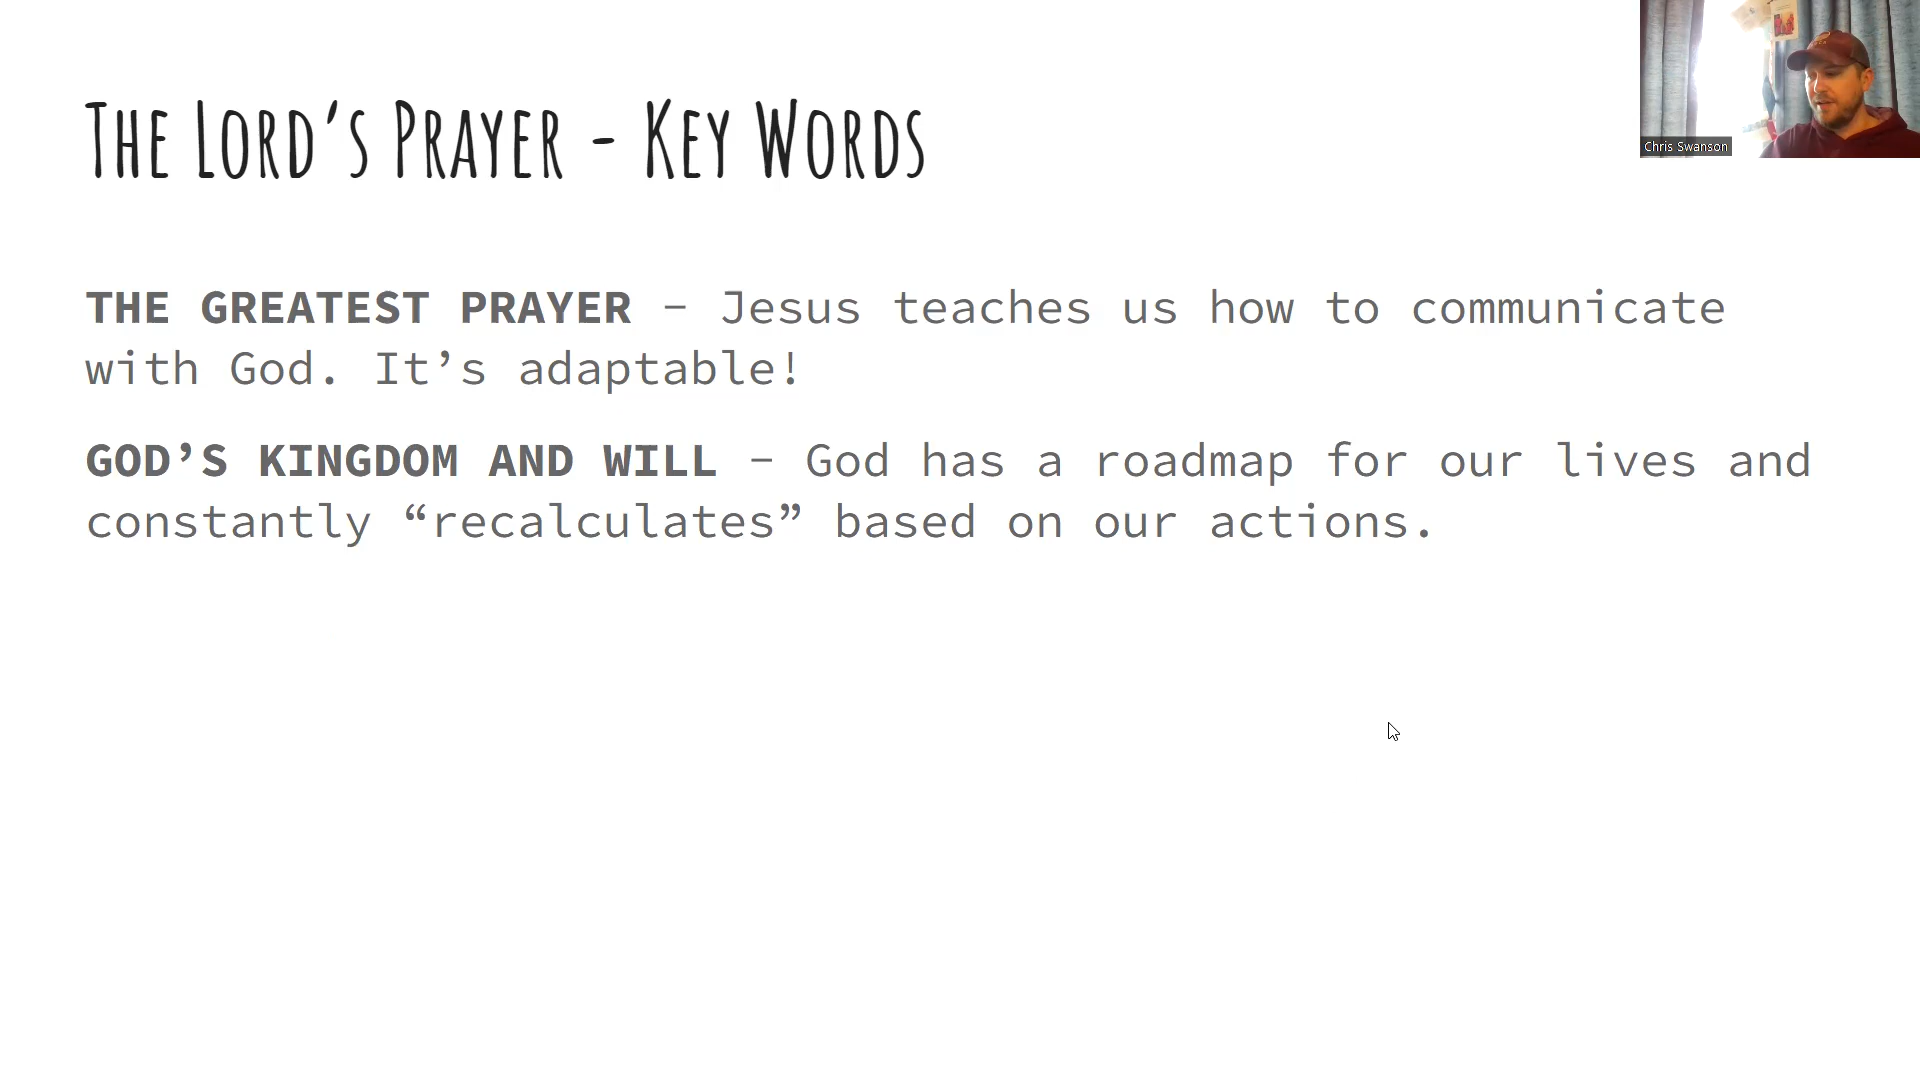 The Lord’s Prayer - Key Words
Chris Swanson
THE GREATEST PRAYER – Jesus teaches us how to communicate
with God. It’s adaptable!
GOD’S KINGDOM AND WILL – God has a roadmap for our lives and
constantly “recalculates” based on our actions.